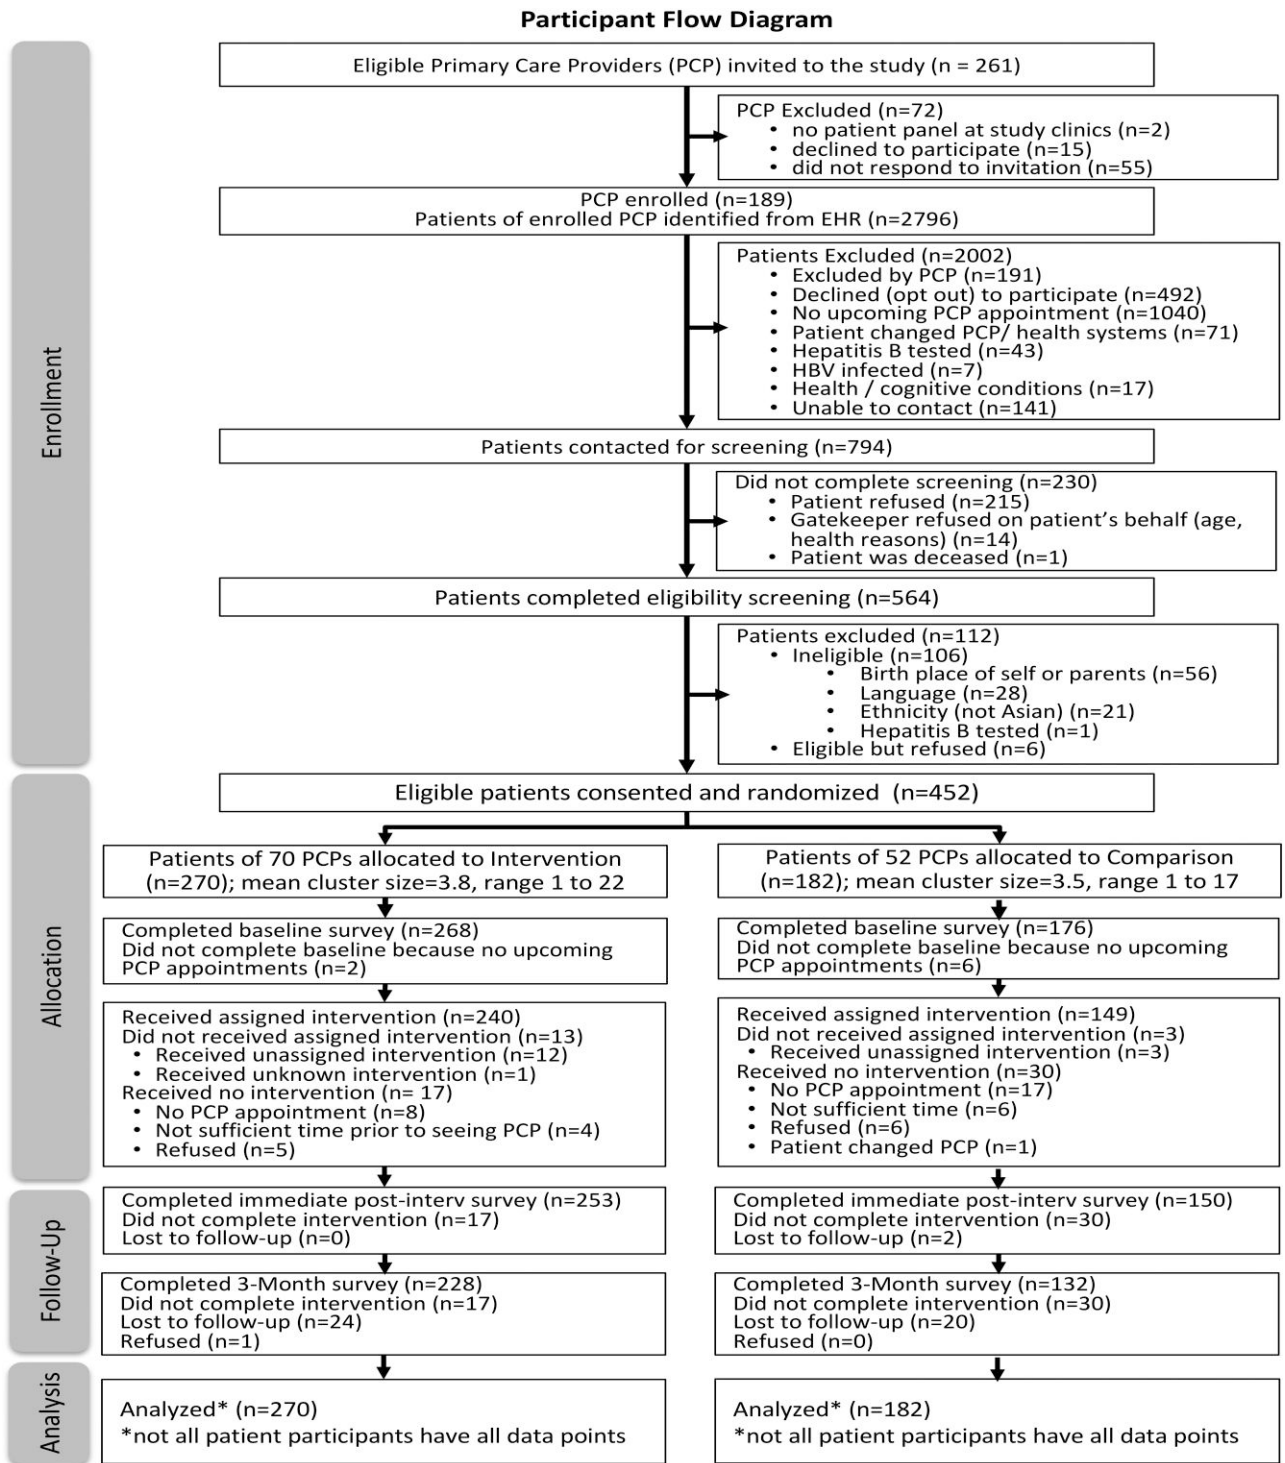 Participant Flow Diagram
Enrollment
Eligible Primary Care Providers (PCP) invited to the study (n = 261)
PCP Excluded (n=72)
• no patient panel at study clinics (n=2)
• declined to participate (n=15)
• did not respond to invitation (n=55)
PCP enrolled (n=189)
Patients of enrolled PCP identified from EHR (n=2796)
Patients Excluded (n=2002)
• Excluded by PCP (n=191)
• Declined (opt out) to participate (n=492)
• No upcoming PCP appointment (n=1040)
• Patient changed PCP/ health systems (n=71)
• Hepatitis B tested (n=43)
• HBV infected (n=7)
• Health / cognitive conditions (n=17)
• Unable to contact (n=141)
Patients contacted for screening (n=794)
Did not complete screening (n=230)
• Patient refused (n=215)
• Gatekeeper refused on patient's behalf (age,
health reasons) (n=14)
• Patient was deceased (n=1)
Patients completed eligibility screening (n=564)
Patients excluded (n=112)
• Ineligible (n=106)
• Birth place of self or parents (n=56)
• Language (n=28)
• Ethnicity (not Asian) (n=21)
• Hepatitis B tested (n=1)
• Eligible but refused (n=6)
Allocation
Eligible patients consented and randomized (n=452)
Patients of 70 PCPs allocated to Intervention
(n=270); mean cluster size=3.8, range 1 to 22
Completed baseline survey (n=268)
Did not complete baseline because no upcoming
PCP appointments (n=2)
Received assigned intervention (n=240)
Did not received assigned intervention (n=13)
• Received unassigned intervention (n=12)
• Received unknown intervention (n=1)
Received no intervention (n= 17)
• No PCP appointment (n=8)
• Not sufficient time prior to seeing PCP (n=4)
• Refused (n=5)
Patients of 52 PCPs allocated to Comparison
(n=182); mean cluster size=3.5, range 1 to 17
Completed baseline survey (n=176)
Did not complete baseline because no upcoming
PCP appointments (n=6)
Received assigned intervention (n=149)
Did not received assigned intervention (n=3)
• Received unassigned intervention (n=3)
Received no intervention (n=30)
• No PCP appointment (n=17)
• Not sufficient time (n=6)
• Refused (n=6)
• Patient changed PCP (n=1)
Follow-Up
Completed immediate post-interv survey (n=253)
Did not complete intervention (n=17)
Lost to follow-up (n=0)
Completed 3-Month survey (n=228)
Did not complete intervention (n=17)
Lost to follow-up (n=24)
Refused (n=1)
Completed immediate post-interv survey (n=150)
Did not complete intervention (n=30)
Lost to follow-up (n=2)
Completed 3-Month survey (n=132)
Did not complete intervention (n=30)
Lost to follow-up (n=20)
Refused (n=0)
Analysis
Analyzed* (n=270)
*not all patient participants have all data points
Analyzed* (n=182)
*not all patient participants have all data points